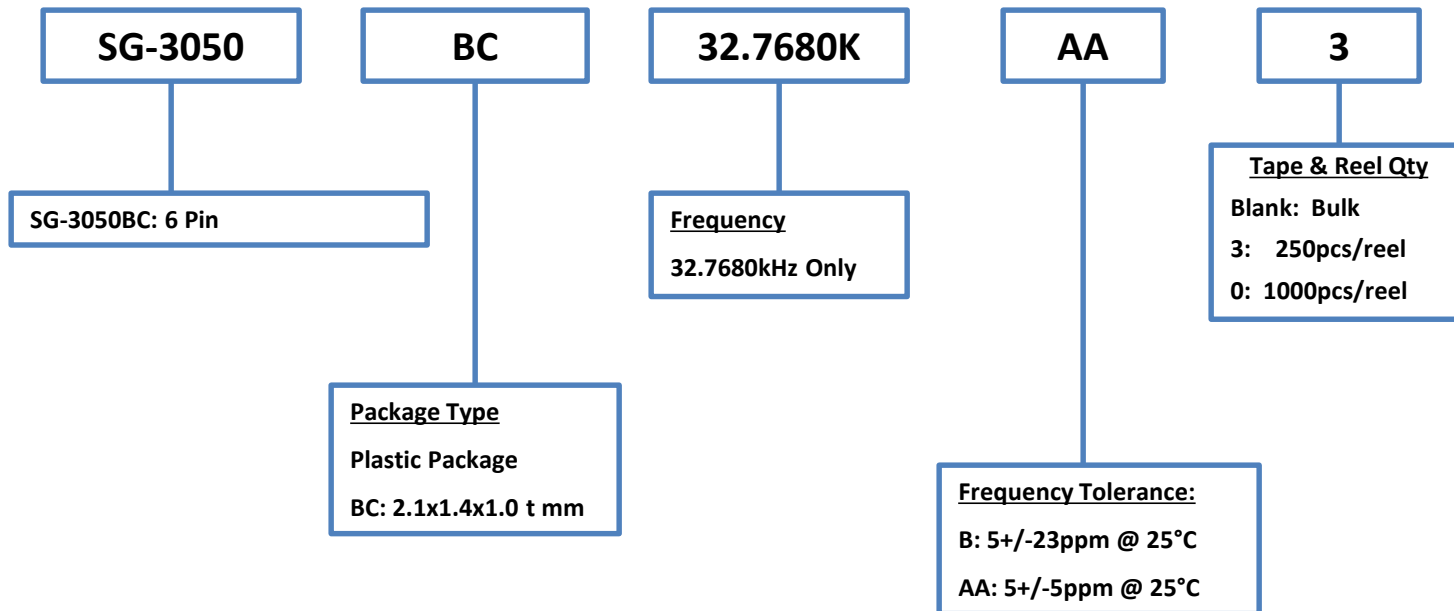 SG-3050
BC
32.7680K
AA
3
SG-3050BC: 6 Pin
Frequency
32.7680kHz Only
Tape & Reel Qty
Blank: Bulk
3: 250pcs/reel
0: 1000pcs/reel
Package Type
Plastic Package
BC: 2.1x1.4x1.0 t mm
Frequency Tolerance:
B: 5+/-23ppm @ 25°C
AA: 5+/-5ppm @ 25°C